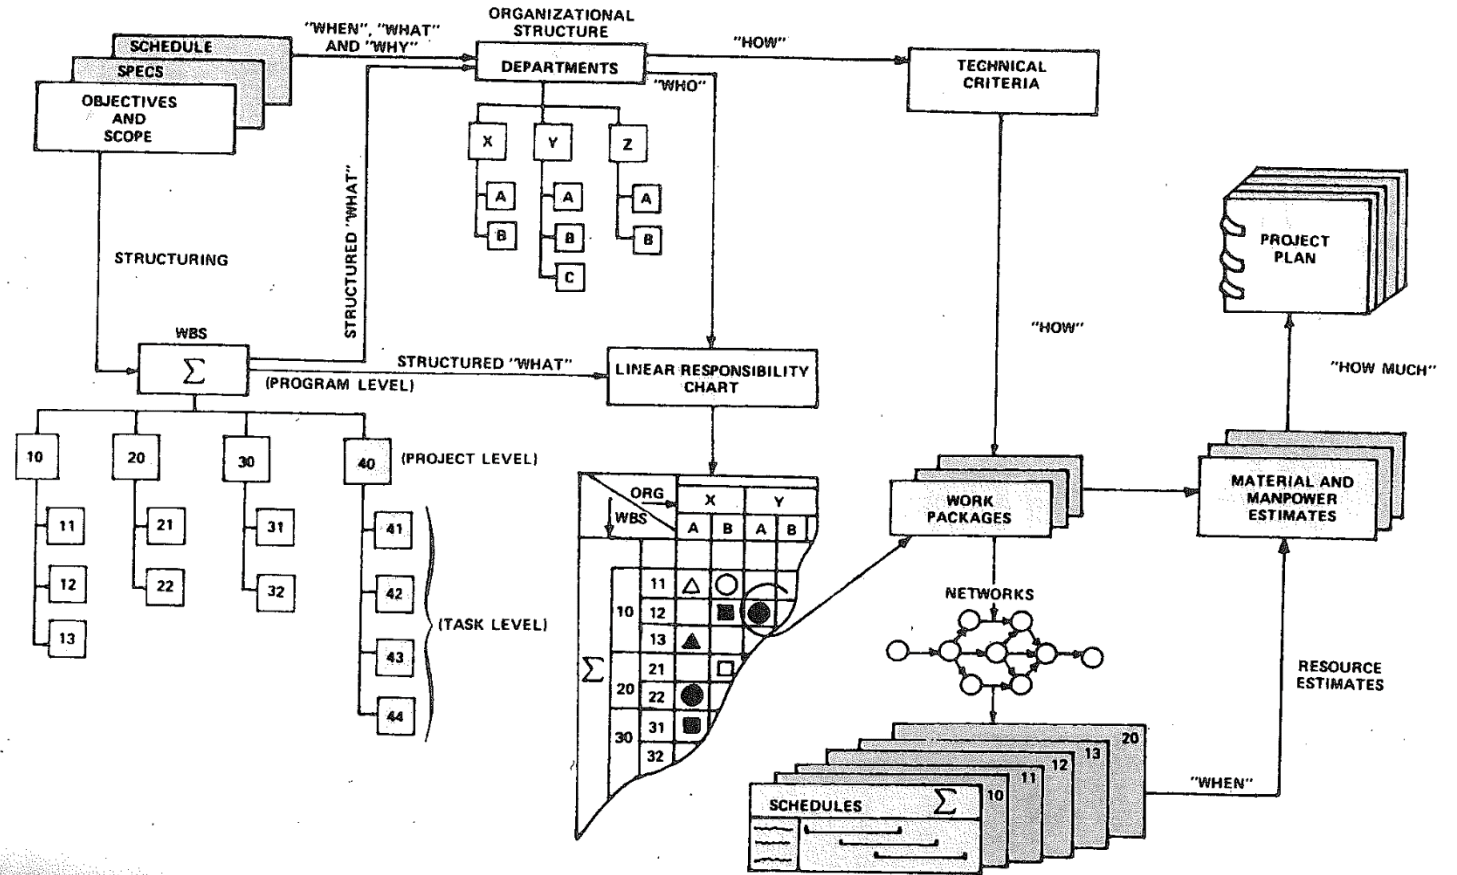 SCHEDULE
SPECS
OBJECTIVES
AND
SCOPE
"WHEN", "WHAT"
AND "WHY"
ORGANIZATIONAL
STRUCTURE
DEPARTMENTS
"HOW"
"WHO"
TECHNICAL
CRITERIA
X
Y
Z
A
B
A
B
C
A
B
STRUCTURING
STRUCTURED "WHAT"
"HOW"
PROJECT
PLAN
"HOW MUCH"
WBS
Σ
(PROGRAM LEVEL)
STRUCTURED "WHAT"
LINEAR RESPONSIBILITY
CHART
10
20
30
40
(PROJECT LEVEL)
11
12
13
21
22
31
32
41
42
43
44
(TASK LEVEL)
ORG
WBS
X
Y
A
B
A
B
Σ
10
11
12
13
20
21
22
30
31
32
WORK
PACKAGES
MATERIAL AND
MANPOWER
ESTIMATES
NETWORKS
RESOURCE
ESTIMATES
20
13
12
11
10
SCHEDULES Σ
"WHEN"